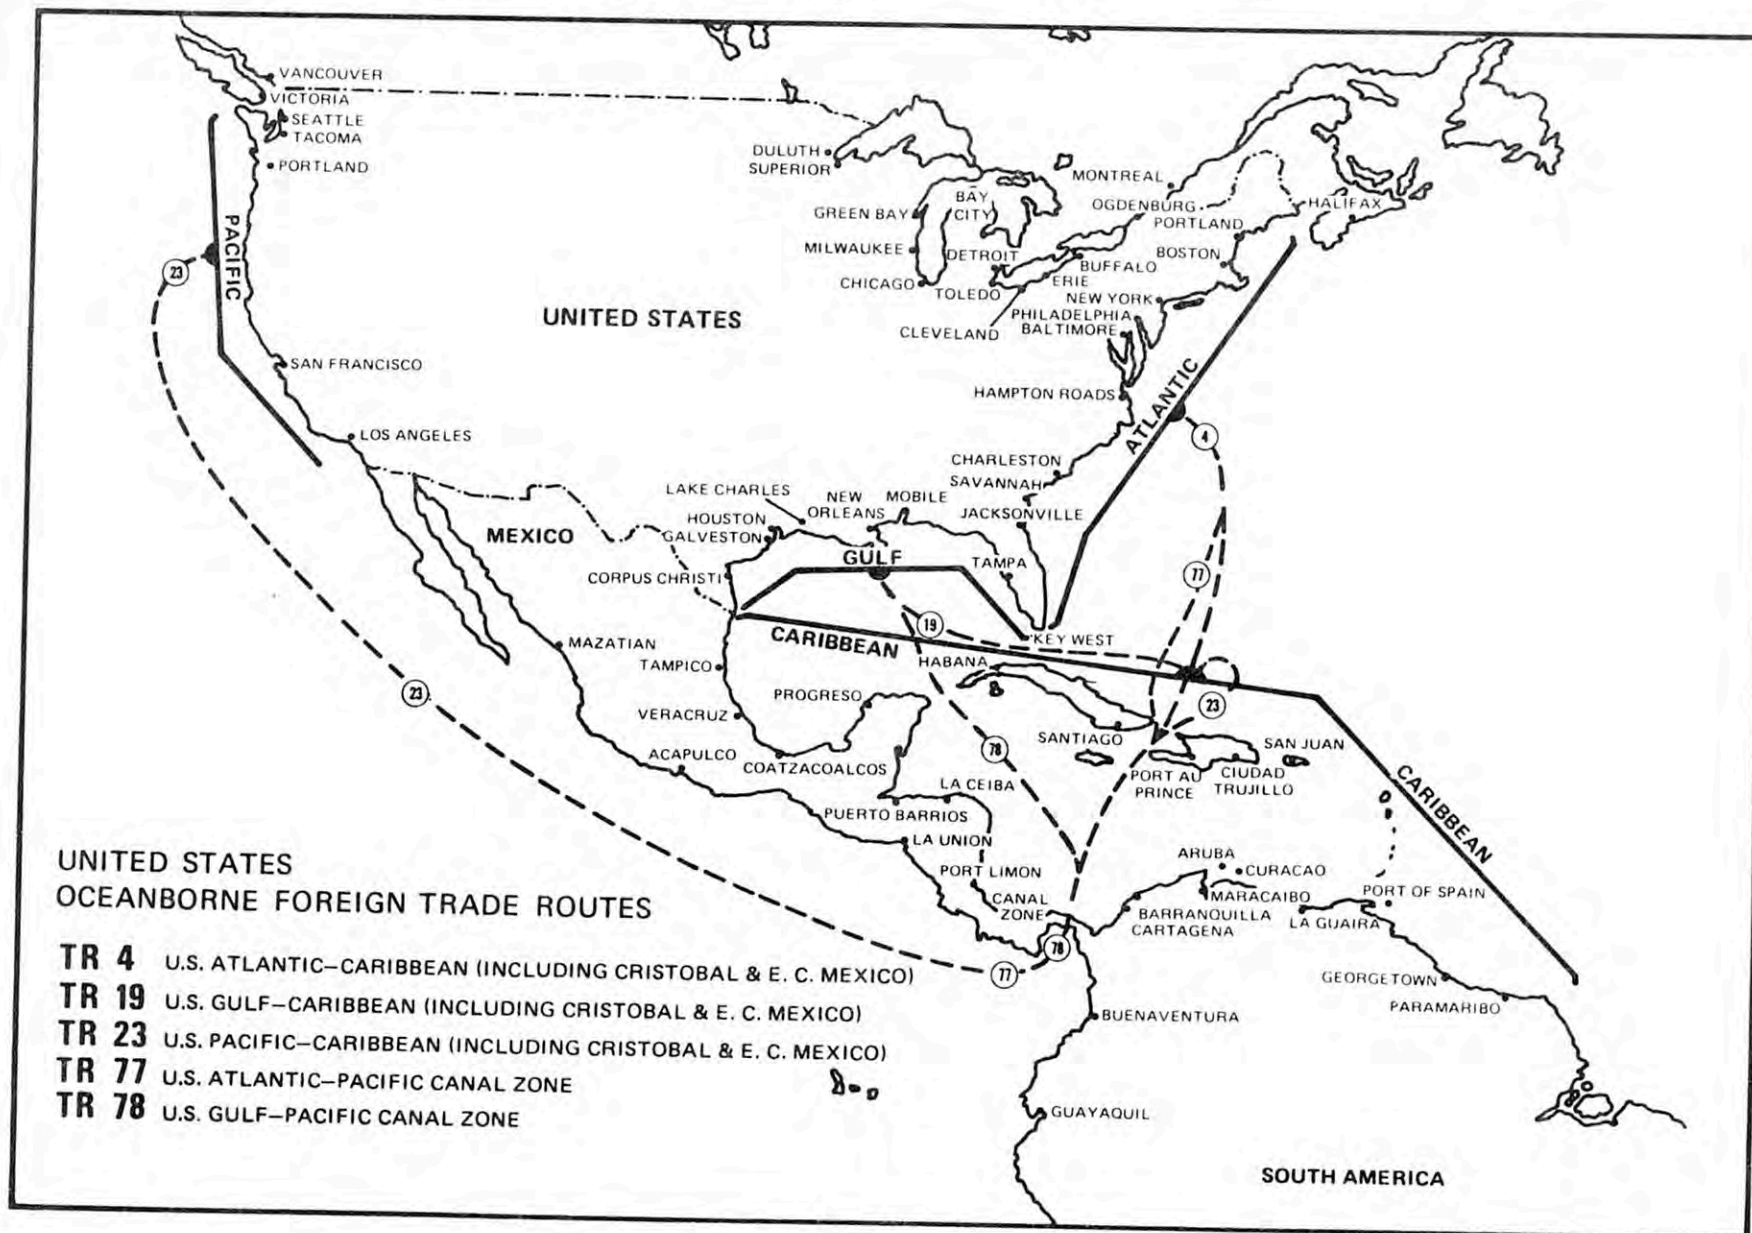 VANCOUVER
VICTORIA
SEATTLE
TACOMA
PORTLAND
PACIFIC
23
SAN FRANCISCO
LOS ANGELES
UNITED STATES
DULUTH
SUPERIOR
GREEN BAY
MILWAUKEE
CHICAGO
BAY
CITY
DETROIT
TOLEDO
CLEVELAND
ERIE
BUFFALO
MONTREAL
OGDENBURG
PORTLAND
HALIFAX
BOSTON
NEW YORK
PHILADELPHIA
BALTIMORE
HAMPTON ROADS
ATLANTIC
4
CHARLESTON
SAVANNAH
JACKSONVILLE
LAKE CHARLES
NEW
ORLEANS
MOBILE
HOUSTON
GALVESTON
GULF
TAMPA
CORPUS CHRISTI
MEXICO
77
19
KEY WEST
CARIBBEAN
HABANA
MAZATIAN
TAMPICO
23
PROGRESO
VERACRUZ
23
SANTIAGO
SAN JUAN
78
ACAPULCO
COATZACOALCOS
PORT AU
PRINCE
CIUDAD
TRUJILLO
CARIBBEAN
LA CEIBA
PUERTO BARRIOS
LA UNION
PORT LIMON
CANAL
ZONE
ARUBA
CURACAO
MARACAIBO
BARRANQUILLA
CARTAGENA
LA GUAIRA
PORT OF SPAIN
78
77
GEORGETOWN
PARAMARIBO
BUENAVENTURA
GUAYAQUIL
SOUTH AMERICA
UNITED STATES
OCEANBORNE FOREIGN TRADE ROUTES
TR 4 U.S. ATLANTIC–CARIBBEAN (INCLUDING CRISTOBAL & E. C. MEXICO)
TR 19 U.S. GULF–CARIBBEAN (INCLUDING CRISTOBAL & E. C. MEXICO)
TR 23 U.S. PACIFIC–CARIBBEAN (INCLUDING CRISTOBAL & E. C. MEXICO)
TR 77 U.S. ATLANTIC–PACIFIC CANAL ZONE
TR 78 U.S. GULF–PACIFIC CANAL ZONE